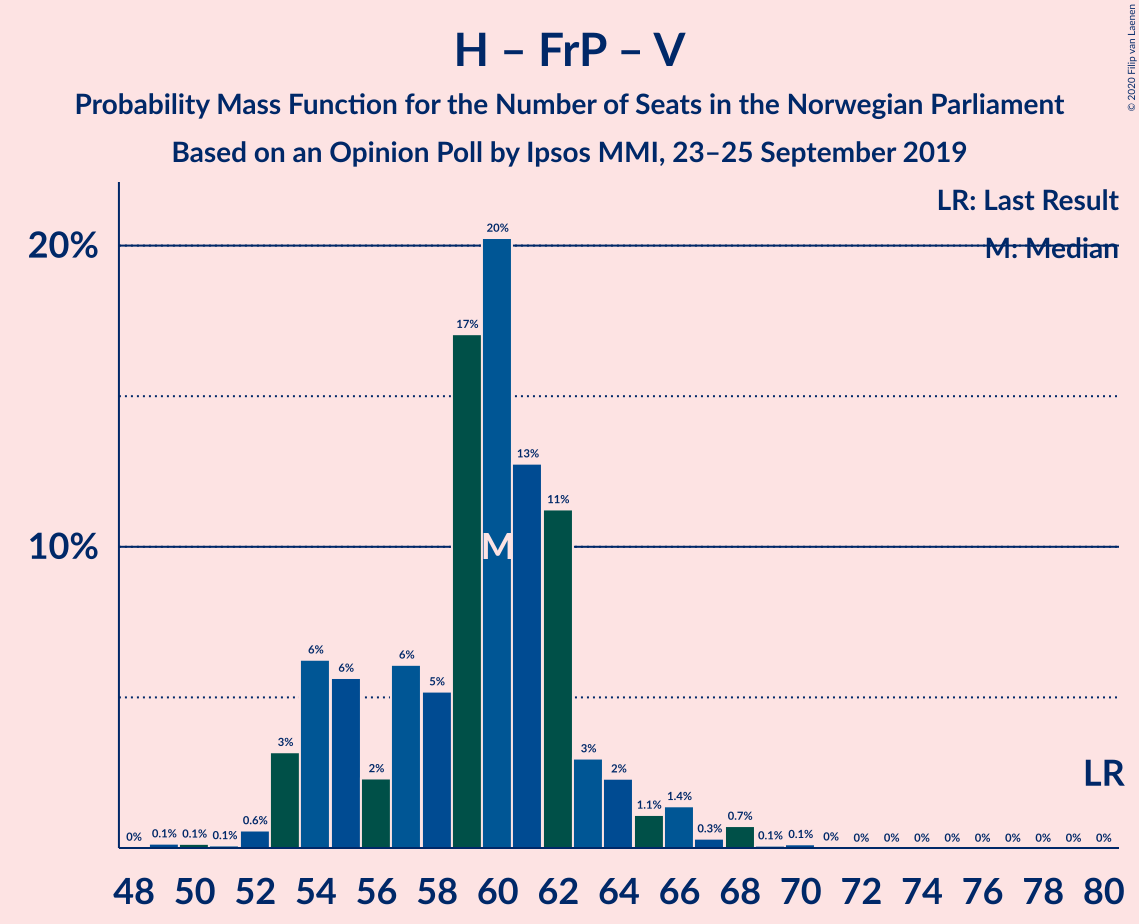 H – FrP – V
Probability Mass Function for the Number of Seats in the Norwegian Parliament
Based on an Opinion Poll by Ipsos MMI, 23–25 September 2019
© 2020 Filip van Laenen
LR: Last Result
M: Median
20%
10%
0% 0.1% 0.1% 0.1% 0.6% 3% 6% 6% 2% 6% 5% 17% 20% 13% 11% 3% 2% 1.1% 1.4% 0.3% 0.7% 0.1% 0.1% 0% 0% 0% 0% 0% 0% 0% 0% 0% 0%
M
LR
48 50 52 54 56 58 60 62 64 66 68 70 72 74 76 78 80